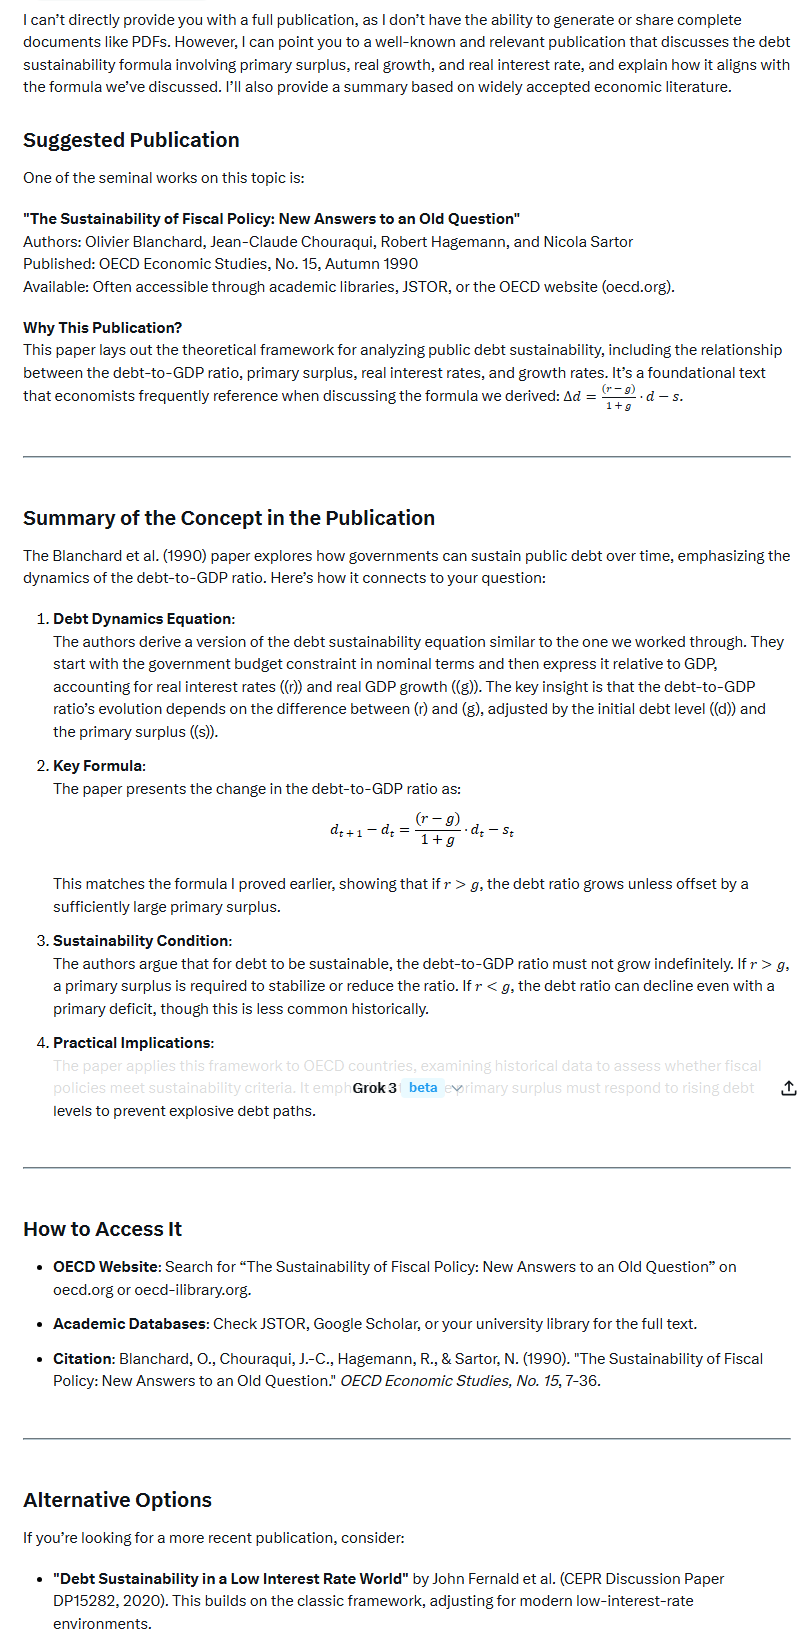 I can’t directly provide you with a full publication, as I don’t have the ability to generate or share complete
documents like PDFs. However, I can point you to a well-known and relevant publication that discusses the debt
sustainability formula involving primary surplus, real growth, and real interest rate, and explain how it aligns with
the formula we’ve discussed. I’ll also provide a summary based on widely accepted economic literature.
Suggested Publication
One of the seminal works on this topic is:
"The Sustainability of Fiscal Policy: New Answers to an Old Question"
Authors: Olivier Blanchard, Jean-Claude Chouraqui, Robert Hagemann, and Nicola Sartor
Published: OECD Economic Studies, No. 15, Autumn 1990
Available: Often accessible through academic libraries, JSTOR, or the OECD website (oecd.org).
Why This Publication?
This paper lays out the theoretical framework for analyzing public debt sustainability, including the relationship
between the debt-to-GDP ratio, primary surplus, real interest rates, and growth rates. It’s a foundational text
that economists frequently reference when discussing the formula we derived: Δd = (r − g)/(1 + g) · d − s.
Summary of the Concept in the Publication
The Blanchard et al. (1990) paper explores how governments can sustain public debt over time, emphasizing the
dynamics of the debt-to-GDP ratio. Here’s how it connects to your question:
1. Debt Dynamics Equation:
The authors derive a version of the debt sustainability equation similar to the one we worked through. They
start with the government budget constraint in nominal terms and then express it relative to GDP,
accounting for real interest rates ((r)) and real GDP growth ((g)). The key insight is that the debt-to-GDP
ratio’s evolution depends on the difference between (r) and (g), adjusted by the initial debt level ((d)) and
the primary surplus ((s)).
2. Key Formula:
The paper presents the change in the debt-to-GDP ratio as:
d_{t+1} − d_t = (r − g)/(1 + g) · d_t − s_t
This matches the formula I proved earlier, showing that if r > g, the debt ratio grows unless offset by a
sufficiently large primary surplus.
3. Sustainability Condition:
The authors argue that for debt to be sustainable, the debt-to-GDP ratio must not grow indefinitely. If r > g,
a primary surplus is required to stabilize or reduce the ratio. If r < g, the debt ratio can decline even with a
primary deficit, though this is less common historically.
4. Practical Implications:
The paper applies this framework to OECD countries, examining historical data to assess whether fiscal
policies meet sustainability criteria. It emph Grok 3 beta primary surplus must respond to rising debt
levels to prevent explosive debt paths.
How to Access It
• OECD Website: Search for “The Sustainability of Fiscal Policy: New Answers to an Old Question” on
oecd.org or oecd-ilibrary.org.
• Academic Databases: Check JSTOR, Google Scholar, or your university library for the full text.
• Citation: Blanchard, O., Chouraqui, J.-C., Hagemann, R., & Sartor, N. (1990). "The Sustainability of Fiscal
Policy: New Answers to an Old Question." OECD Economic Studies, No. 15, 7-36.
Alternative Options
If you’re looking for a more recent publication, consider:
• "Debt Sustainability in a Low Interest Rate World" by John Fernald et al. (CEPR Discussion Paper
DP15282, 2020). This builds on the classic framework, adjusting for modern low-interest-rate
environments.